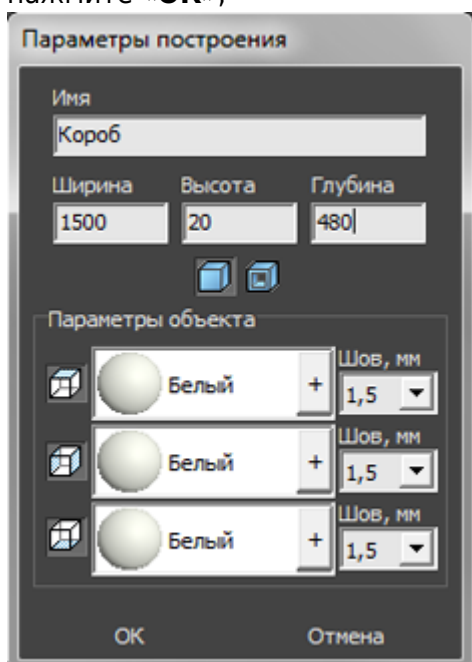 нажмите «ОК»;
Параметры построения
Имя
Короб
Ширина Высота Глубина
1500 20 480
Параметры объекта
Шов, мм
Белый + 1,5
Шов, мм
Белый + 1,5
Шов, мм
Белый + 1,5
ОК Отмена